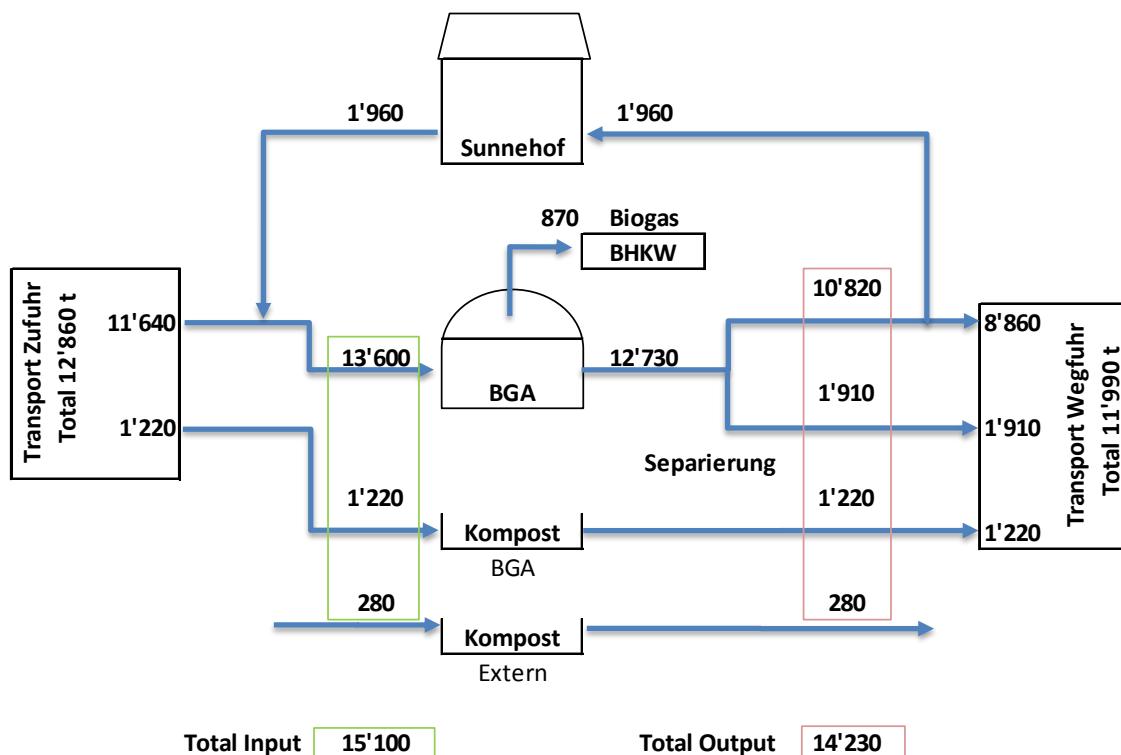 1'960
1'960
Sunnehof
870 Biogas
BHKW
Transport Zufuhr
Total 12'860 t
11'640
1'220
13'600
BGA
12'730
10'820
8'860
1'910
1'910
Separierung
Transport Wegfuhr
Total 11'990 t
1'220
Kompost
BGA
1'220
1'220
280
Kompost
Extern
280
Total Input 15'100
Total Output 14'230